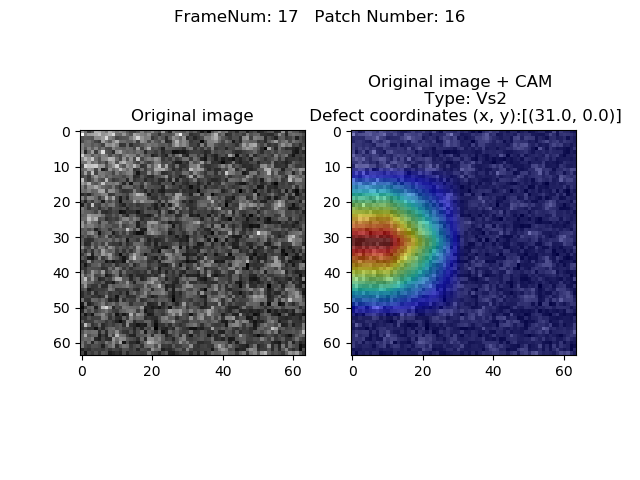 FrameNum: 17   Patch Number: 16
Original image
0
10
20
30
40
50
60
0 20 40 60
Original image + CAM
Type: Vs2
Defect coordinates (x, y):[(31.0, 0.0)]
0
10
20
30
40
50
60
0 20 40 60